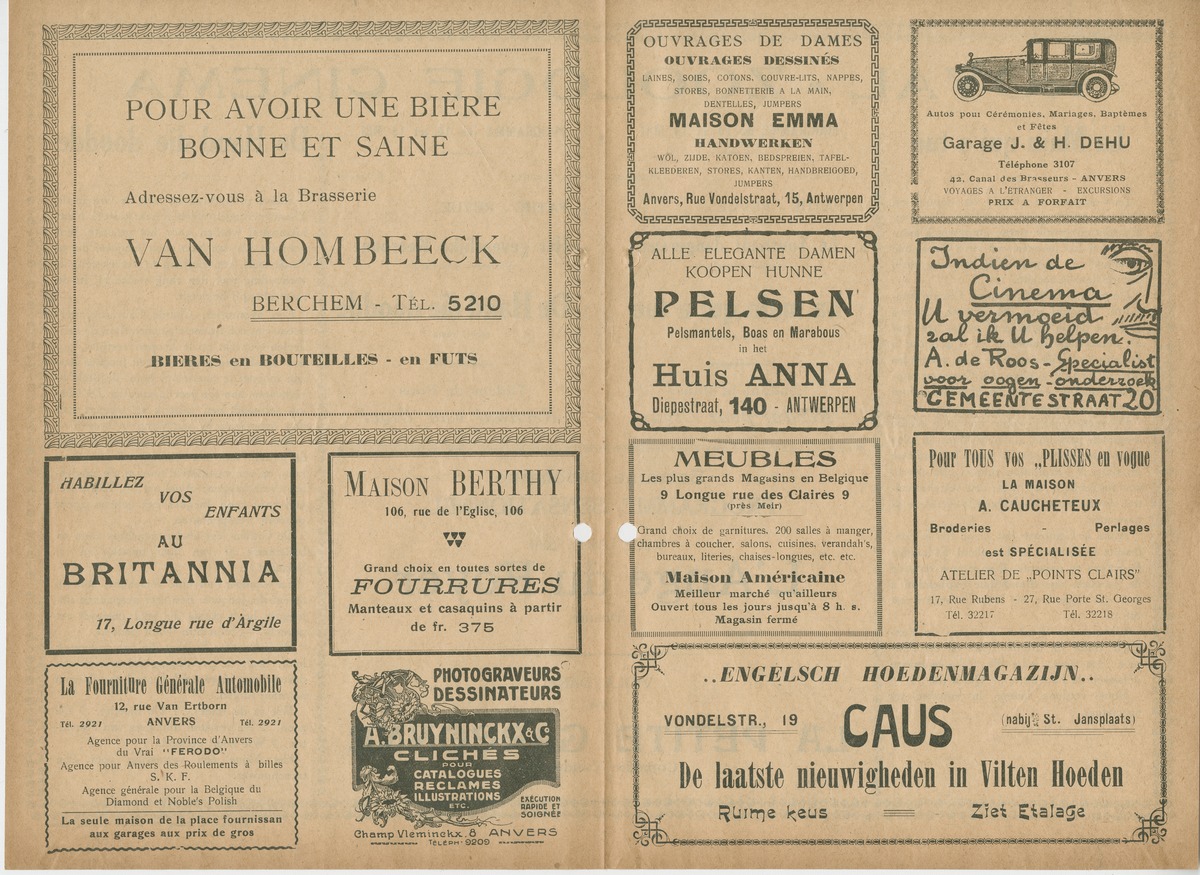 POUR AVOIR UNE BIÈRE
BONNE ET SAINE
Adressez-vous à la Brasserie
VAN HOMBEECK
BERCHEM - TÉL. 5210
BIERES en BOUTEILLES - en FUTS
HABILLEZ
VOS
ENFANTS
AU
BRITANNIA
17, Longue rue d'Àrgile
MAISON BERTHY
106, rue de l'Eglise, 106
Grand choix en toutes sortes de
FOURRURES
Manteaux et casaquins à partir
de fr. 375
La Fourniture Générale Automobile
12, rue Van Ertborn
Tél. 2921 ANVERS Tél. 2921
Agence pour la Province d'Anvers
du Vrai "FERODO"
Agence pour Anvers des Roulements à billes
S. K. F.
Agence générale pour la Belgique du
Diamond et Noble's Polish
La seule maison de la place fournissan
aux garages aux prix de gros
PHOTOGRAVEURS
DESSINATEURS
A. BRUYNINCKX & Co
CLICHÉS
POUR
CATALOGUES
RECLAMES
ILLUSTRATIONS
ETC.
EXÉCUTION
RAPIDE ET
SOIGNÉE
Champ Vleminckx, 8 ANVERS
TÉLÉPH. 9209
OUVRAGES DE DAMES
OUVRAGES DESSINÉS
LAINES, SOIES, COTONS, COUVRE-LITS, NAPPES,
STORES, BONNETTERIE A LA MAIN,
DENTELLES, JUMPERS
MAISON EMMA
HANDWERKEN
WOL, ZIJDE, KATOEN, BEDSPREIEN, TAFEL-
KLEEDEREN, STORES, KANTEN, HANDBREIGOED,
JUMPERS
Anvers, Rue Vondelstraat, 15, Antwerpen
Autos pour Cérémonies, Mariages, Baptèmes
et Fêtes
Garage J. & H. DEHU
Téléphone 3107
42, Canal des Brasseurs - ANVERS
VOYAGES A L'ETRANGER - EXCURSIONS
PRIX A FORFAIT
ALLE ELEGANTE DAMEN
KOOPEN HUNNE
PELSEN
Pelsmantels, Boas en Marabous
in het
Huis ANNA
Diepestraat, 140 - ANTWERPEN
Indien de
Cinema
U vermoeid
zal ik U helpen.
A. de Roos - Specialist
voor oogen-onderzoek
GEMEENTESTRAAT 20
MEUBLES
Les plus grands Magasins en Belgique
9 Longue rue des Claires 9
(près Meir)
Grand choix de garnitures. 200 salles à manger,
chambres à coucher, salons, cuisines, verandah's,
bureaux, literies, chaises-longues, etc. etc.
Maison Américaine
Meilleur marché qu'ailleurs
Ouvert tous les jours jusqu'à 8 h. s.
Magasin fermé
Pour TOUS vos „PLISSES en vogue
LA MAISON
A. CAUCHETEUX
Broderies - Perlages
est SPÉCIALISÉE
ATELIER DE „POINTS CLAIRS"
17, Rue Rubens - 27, Rue Porte St. Georges
Tél. 32217 Tél. 32218
..ENGELSCH HOEDENMAGAZIJN..
VONDELSTR., 19 CAUS (nabij St. Jansplaats)
De laatste nieuwigheden in Vilten Hoeden
Ruime keus = Ziet Etalage